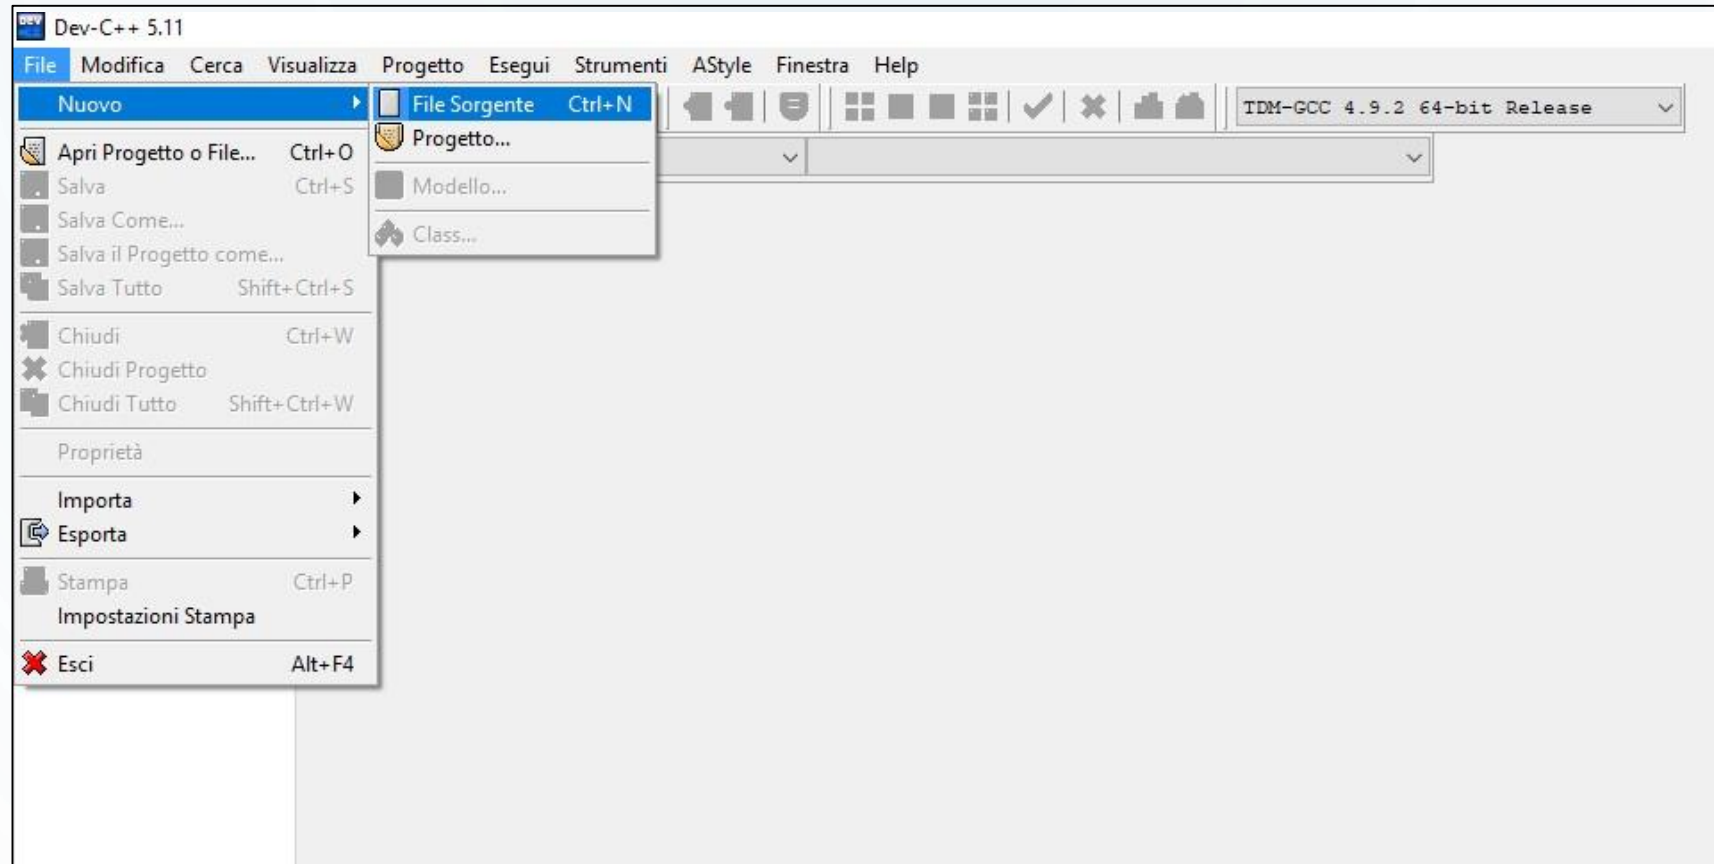 DEV Dev-C++ 5.11
File Modifica Cerca Visualizza Progetto Esegui Strumenti AStyle Finestra Help
Nuovo
File Sorgente Ctrl+N
TDM-GCC 4.9.2 64-bit Release
Progetto...
Modello...
Class...
Apri Progetto o File... Ctrl+O
Salva Ctrl+S
Salva Come...
Salva il Progetto come...
Salva Tutto Shift+Ctrl+S
Chiudi Ctrl+W
Chiudi Progetto
Chiudi Tutto Shift+Ctrl+W
Proprietà
Importa
Esporta
Stampa Ctrl+P
Impostazioni Stampa
Esci Alt+F4